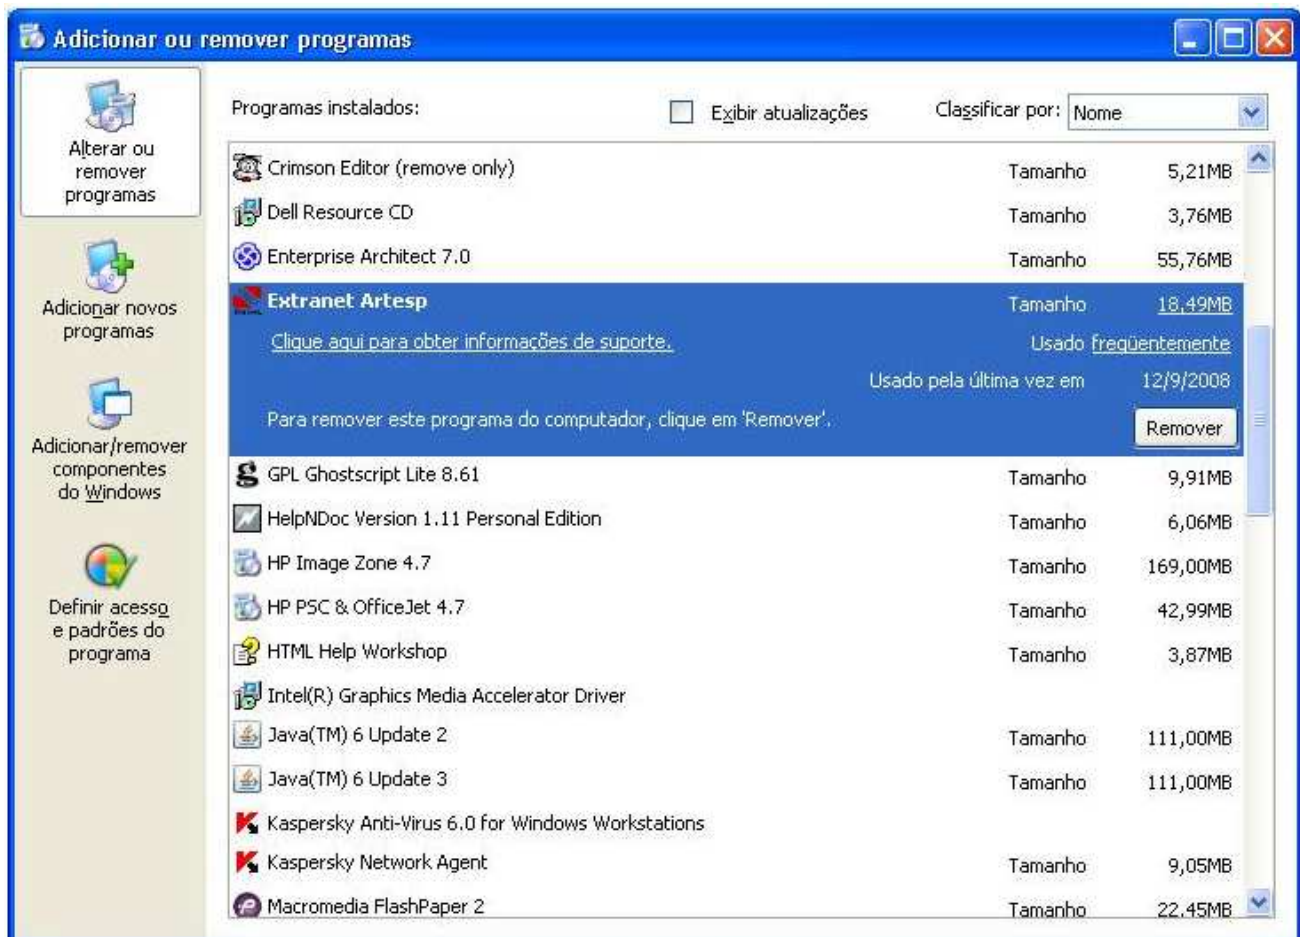 Adicionar ou remover programas
Alterar ou
remover
programas
Adicionar novos
programas
Adicionar/remover
componentes
do Windows
Definir acesso
e padrões do
programa
Programas instalados: Exibir atualizações Classificar por: Nome
Crimson Editor (remove only) Tamanho 5,21MB
Dell Resource CD Tamanho 3,76MB
Enterprise Architect 7.0 Tamanho 55,76MB
Extranet Artesp Tamanho 18,49MB
Clique aqui para obter informações de suporte. Usado freqüentemente
Usado pela última vez em 12/9/2008
Para remover este programa do computador, clique em 'Remover'. Remover
GPL Ghostscript Lite 8.61 Tamanho 9,91MB
HelpNDoc Version 1.11 Personal Edition Tamanho 6,06MB
HP Image Zone 4.7 Tamanho 169,00MB
HP PSC & OfficeJet 4.7 Tamanho 42,99MB
HTML Help Workshop Tamanho 3,87MB
Intel(R) Graphics Media Accelerator Driver
Java(TM) 6 Update 2 Tamanho 111,00MB
Java(TM) 6 Update 3 Tamanho 111,00MB
Kaspersky Anti-Virus 6.0 for Windows Workstations
Kaspersky Network Agent Tamanho 9,05MB
Macromedia FlashPaper 2 Tamanho 22,45MB